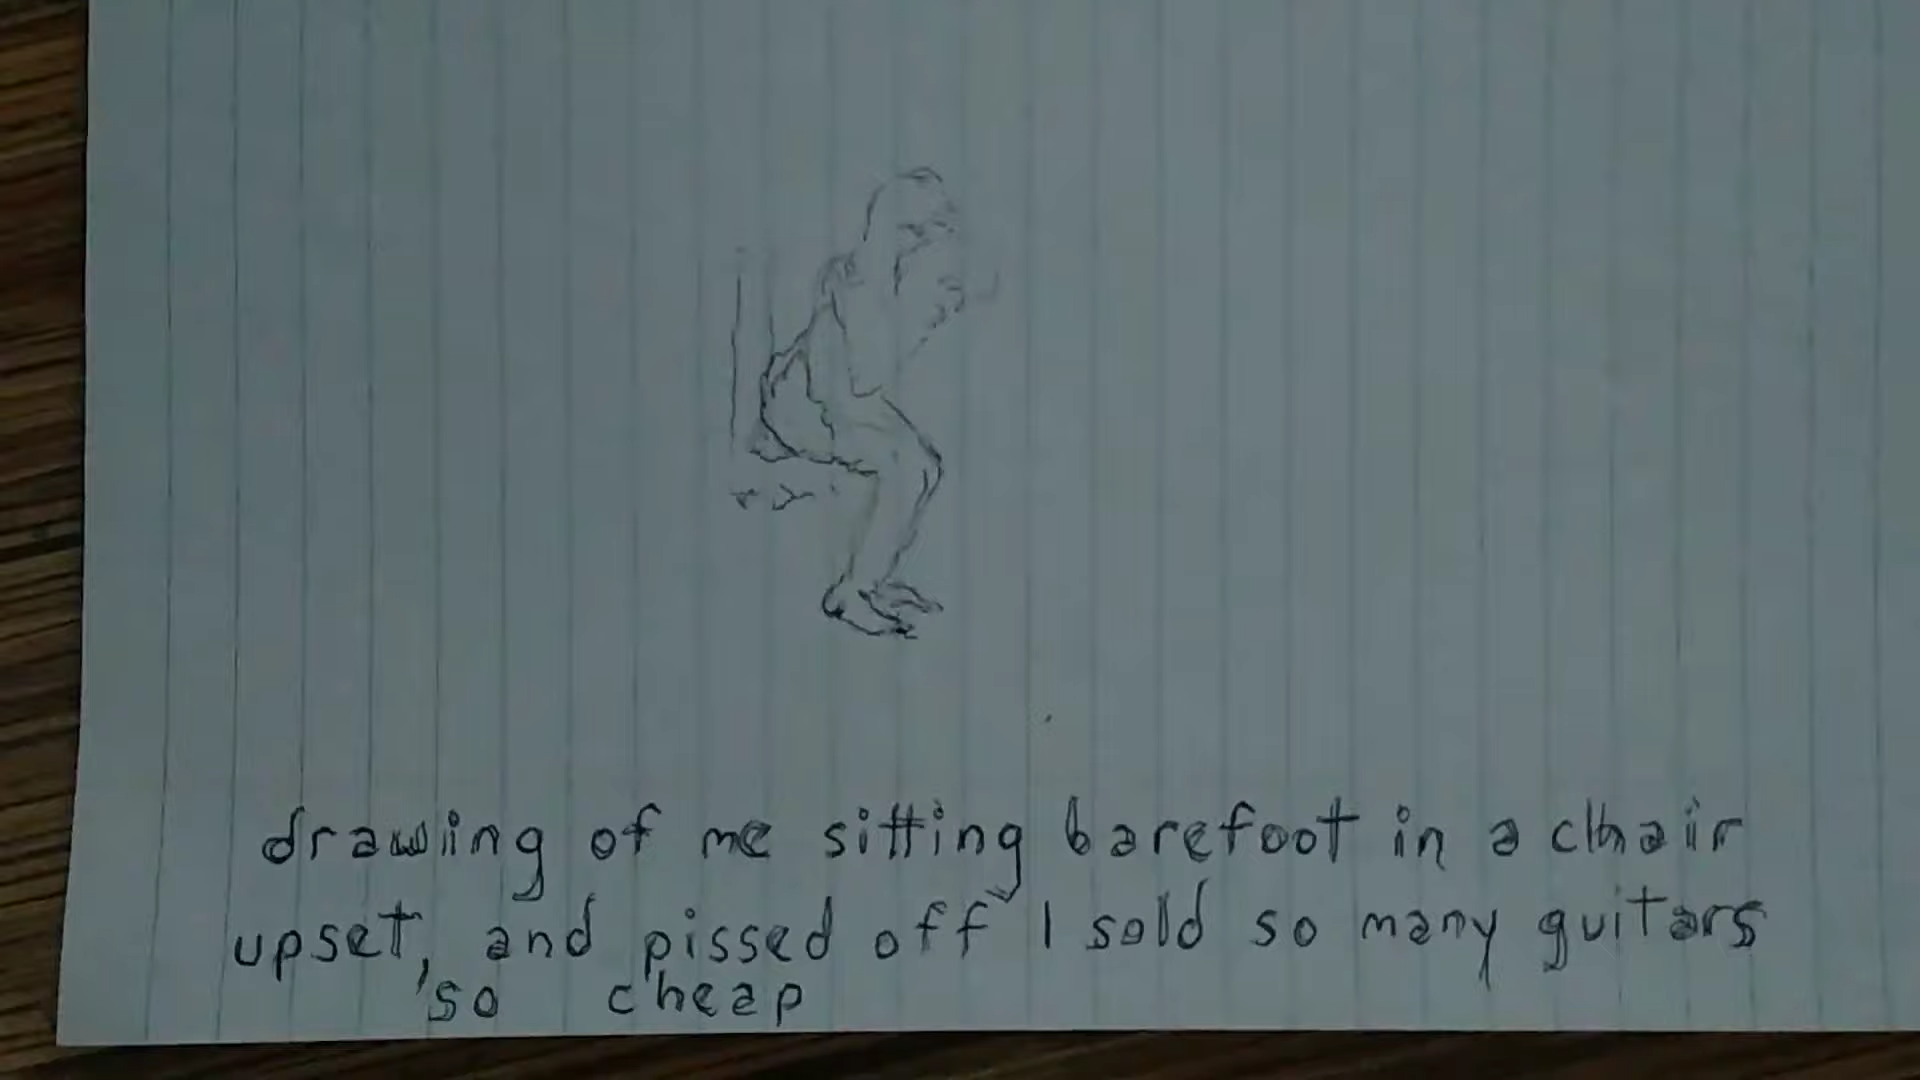 drawing of me sitting barefoot in a chair
upset, and pissed off I sold so many guitars
so cheap